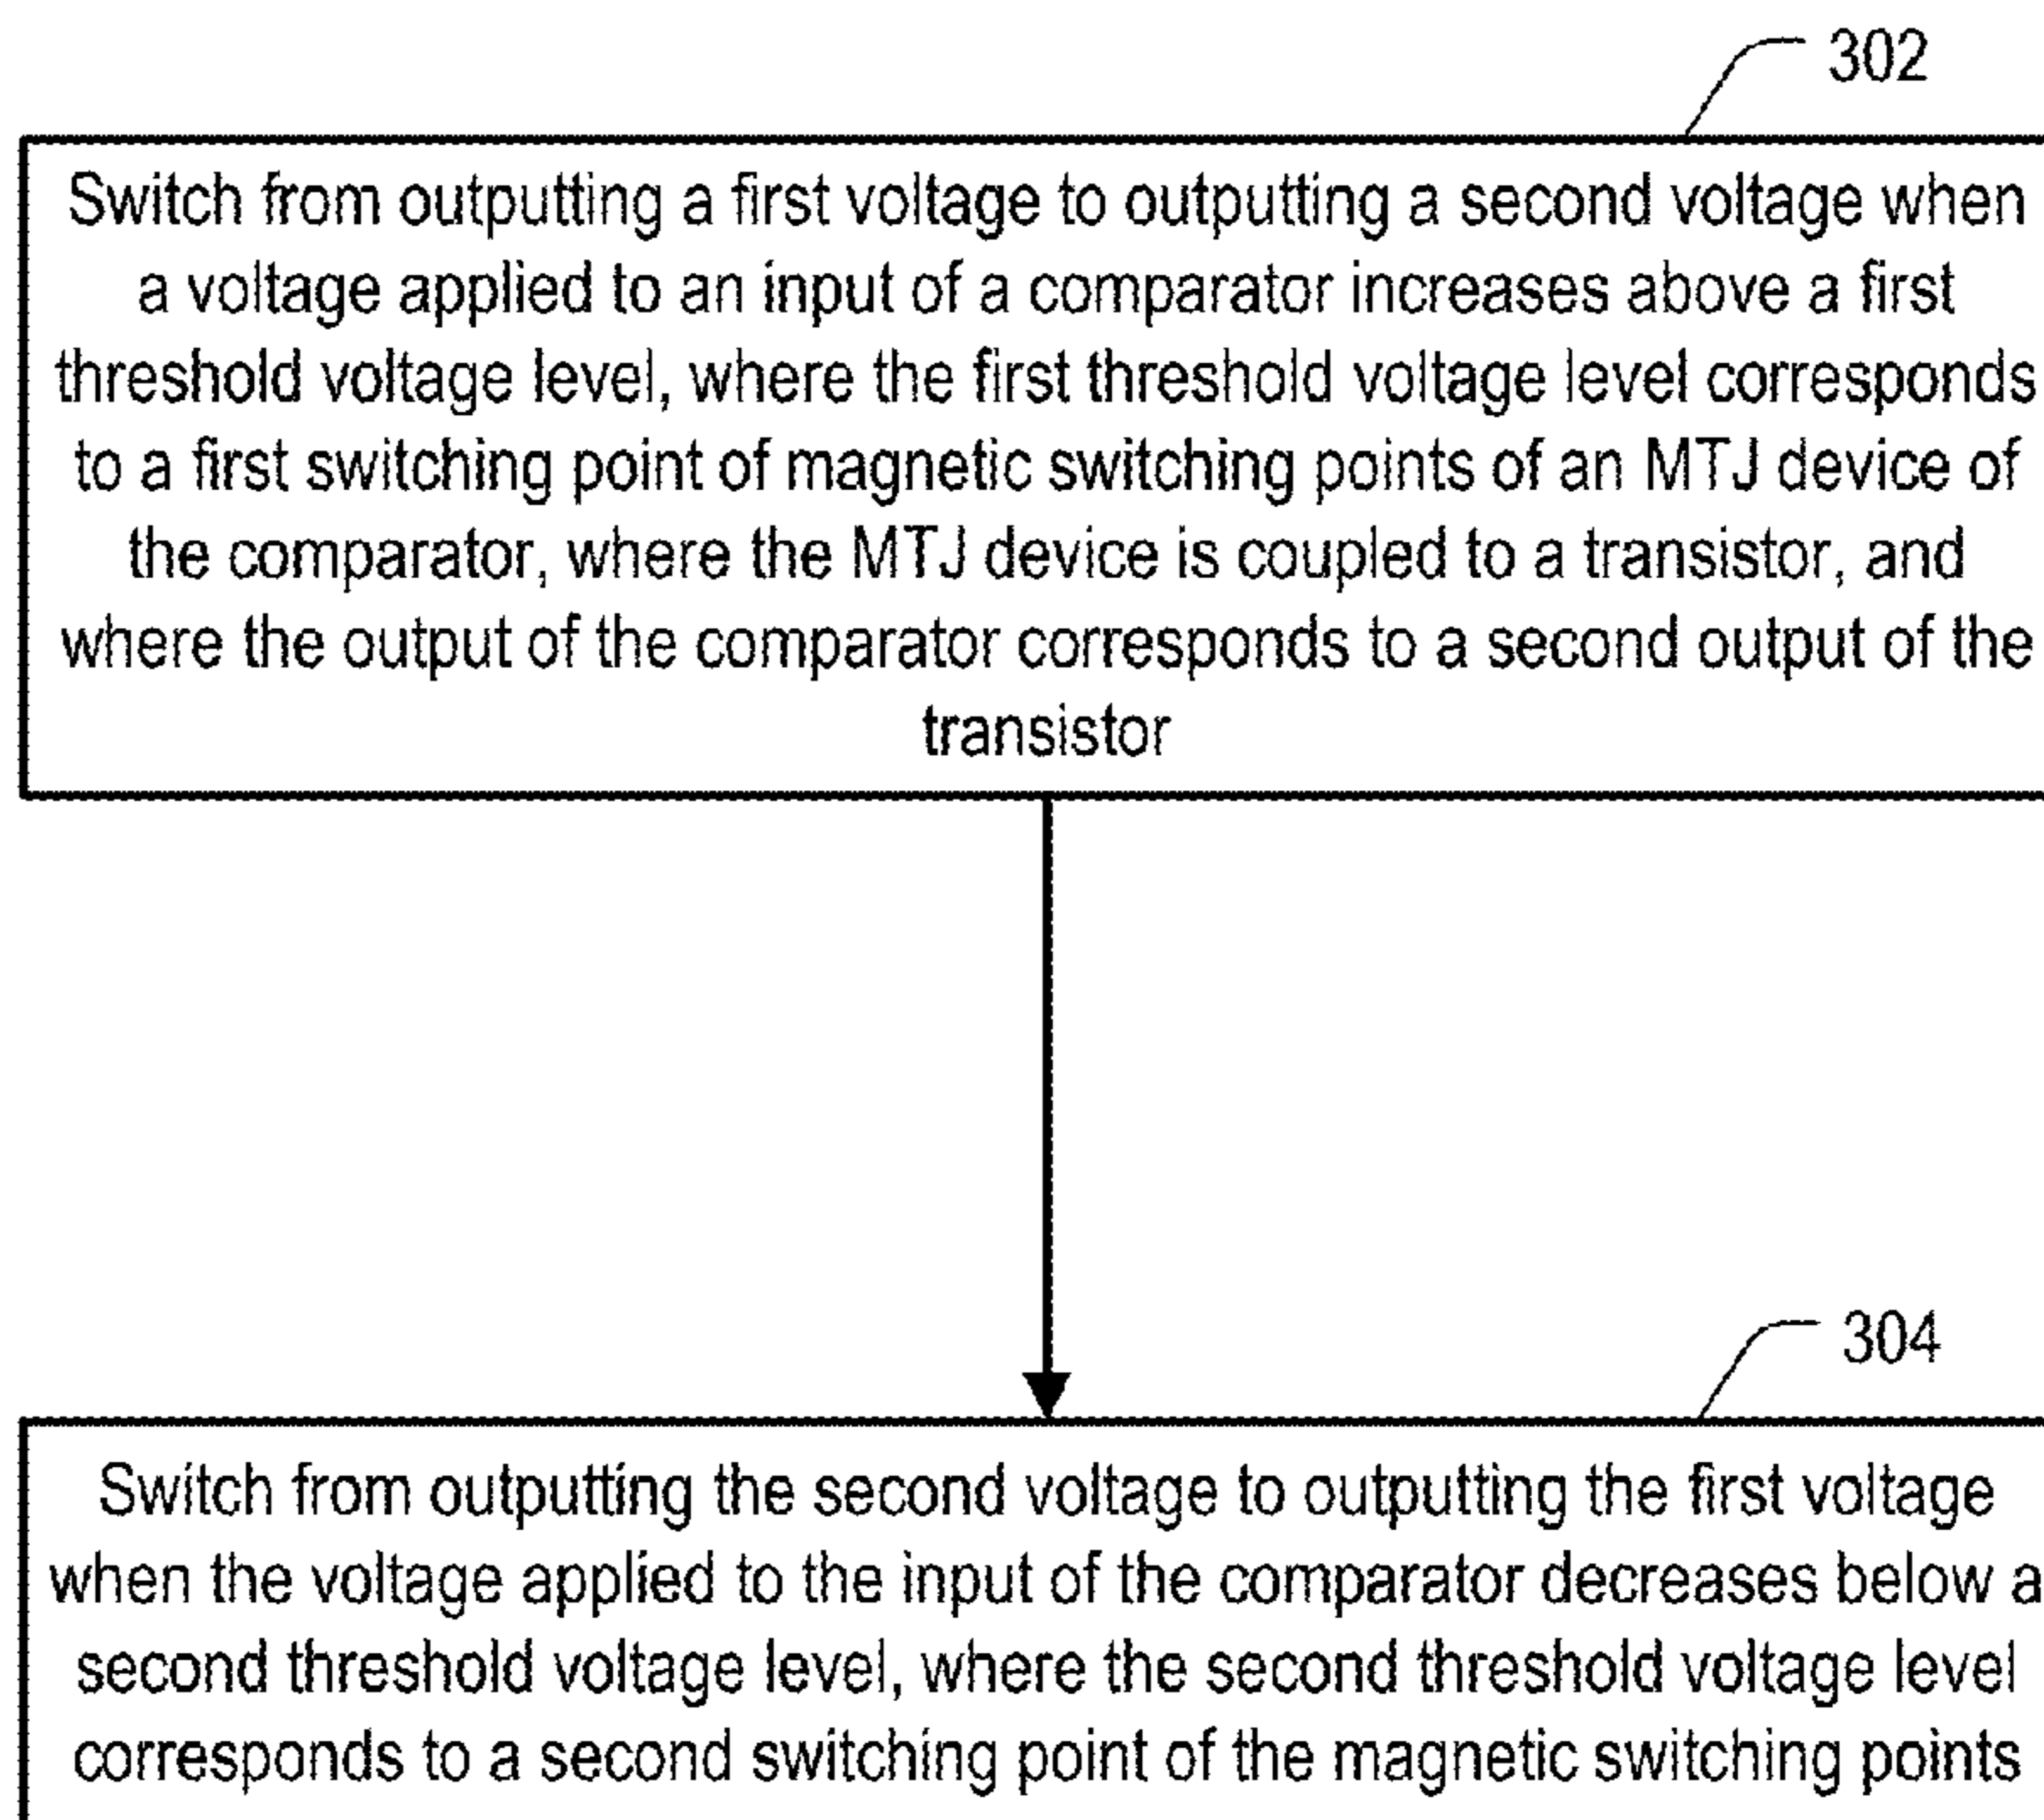 302
Switch from outputting a first voltage to outputting a second voltage when
a voltage applied to an input of a comparator increases above a first
threshold voltage level, where the first threshold voltage level corresponds
to a first switching point of magnetic switching points of an MTJ device of
the comparator, where the MTJ device is coupled to a transistor, and
where the output of the comparator corresponds to a second output of the
transistor
304
Switch from outputting the second voltage to outputting the first voltage
when the voltage applied to the input of the comparator decreases below a
second threshold voltage level, where the second threshold voltage level
corresponds to a second switching point of the magnetic switching points